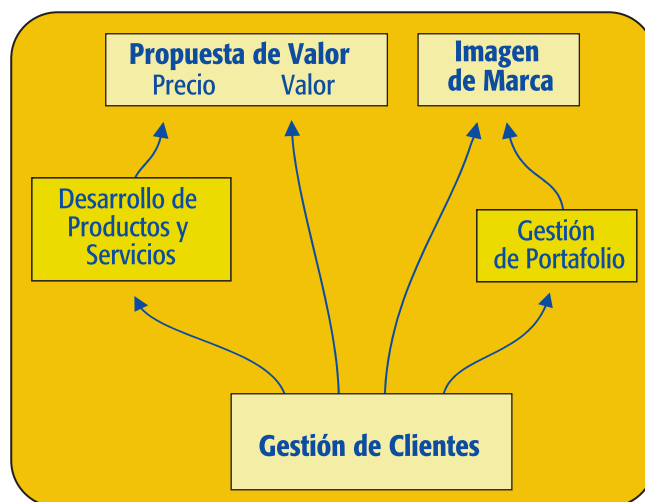 Propuesta de Valor
Precio Valor
Imagen
de Marca
Desarrollo de
Productos y
Servicios
Gestión
de Portafolio
Gestión de Clientes